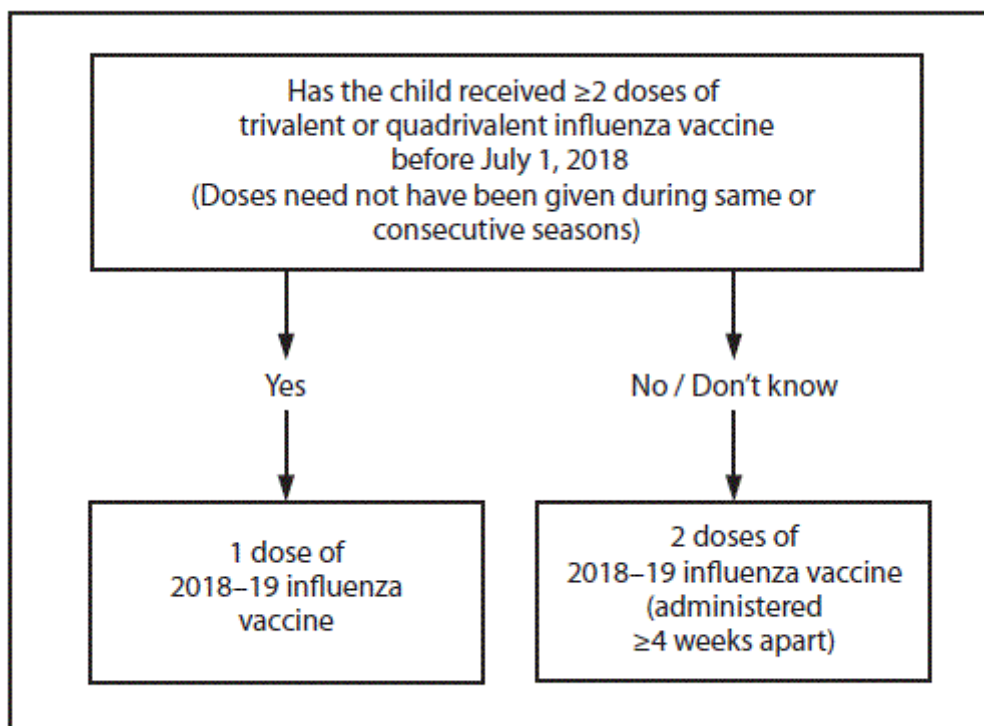 Has the child received ≥2 doses of
trivalent or quadrivalent influenza vaccine
before July 1, 2018
(Doses need not have been given during same or
consecutive seasons)
Yes
No / Don't know
1 dose of
2018–19 influenza
vaccine
2 doses of
2018–19 influenza vaccine
(administered
≥4 weeks apart)